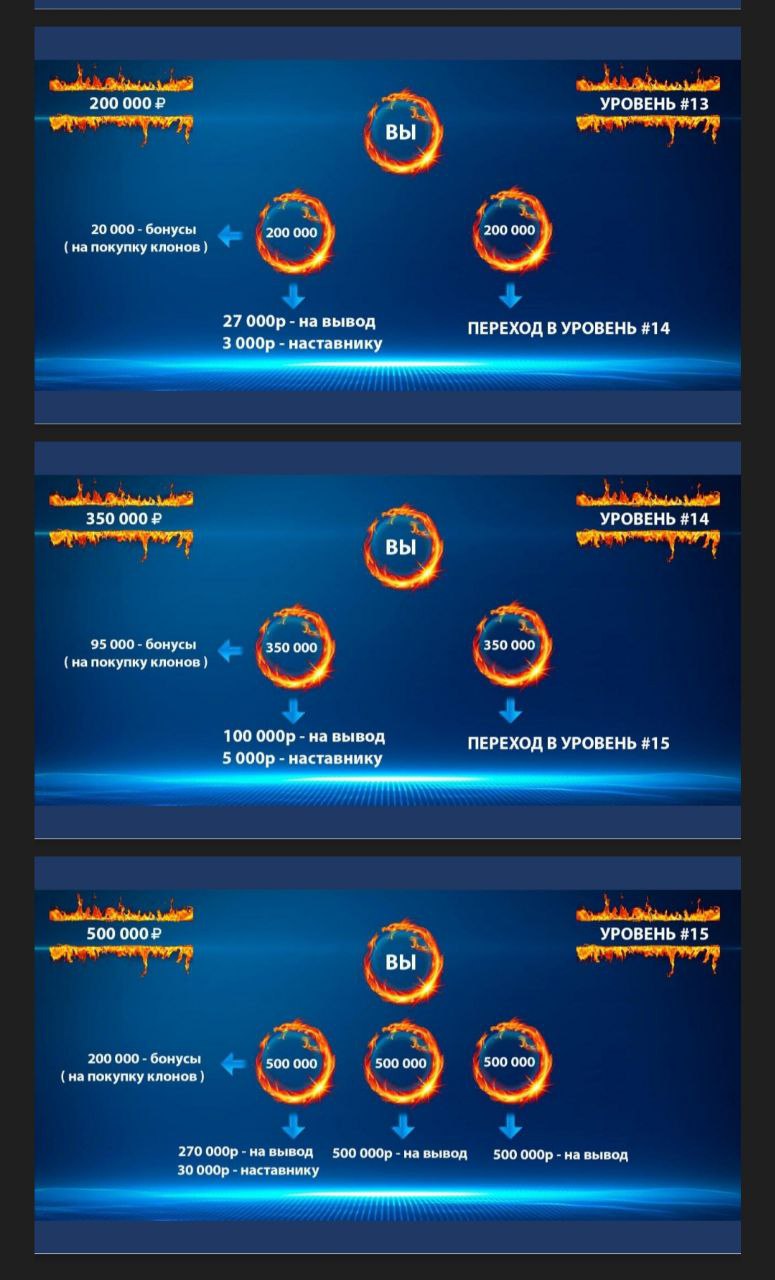 200 000 ₽
УРОВЕНЬ #13
ВЫ
20 000 - бонусы
( на покупку клонов )
200 000
200 000
27 000р - на вывод
3 000р - наставнику
ПЕРЕХОД В УРОВЕНЬ #14
350 000 ₽
УРОВЕНЬ #14
ВЫ
95 000 - бонусы
( на покупку клонов )
350 000
350 000
100 000р - на вывод
5 000р - наставнику
ПЕРЕХОД В УРОВЕНЬ #15
500 000 ₽
УРОВЕНЬ #15
ВЫ
200 000 - бонусы
( на покупку клонов )
500 000
500 000
500 000
270 000р - на вывод
30 000р - наставнику
500 000р - на вывод
500 000р - на вывод